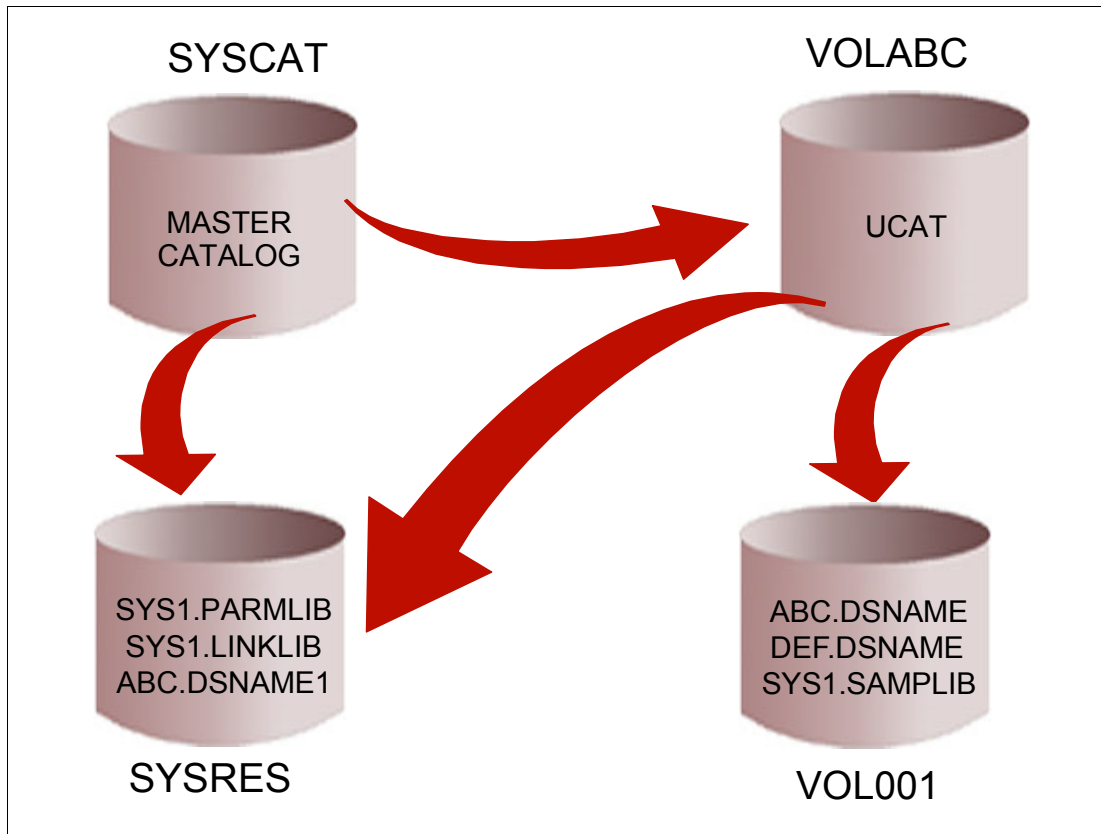 SYSCAT
VOLABC
MASTER
CATALOG
UCAT
SYS1.PARMLIB
SYS1.LINKLIB
ABC.DSNAME1
ABC.DSNAME
DEF.DSNAME
SYS1.SAMPLIB
SYSRES
VOL001